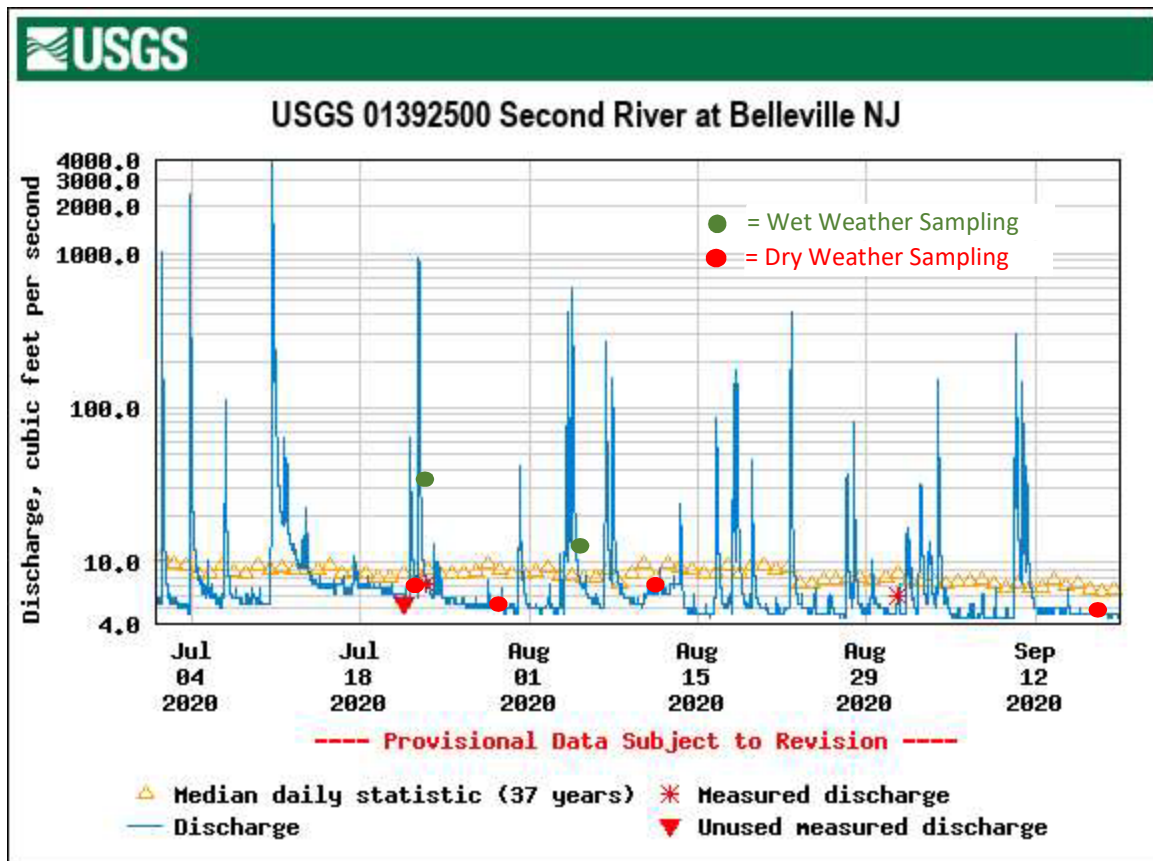 USGS
USGS 01392500 Second River at Belleville NJ
Discharge, cubic feet per second
4000.0
3000.0
2000.0
1000.0
100.0
10.0
4.0
= Wet Weather Sampling
= Dry Weather Sampling
Jul 04 2020
Jul 18 2020
Aug 01 2020
Aug 15 2020
Aug 29 2020
Sep 12 2020
---- Provisional Data Subject to Revision ----
Median daily statistic (37 years)
Measured discharge
Discharge
Unused measured discharge